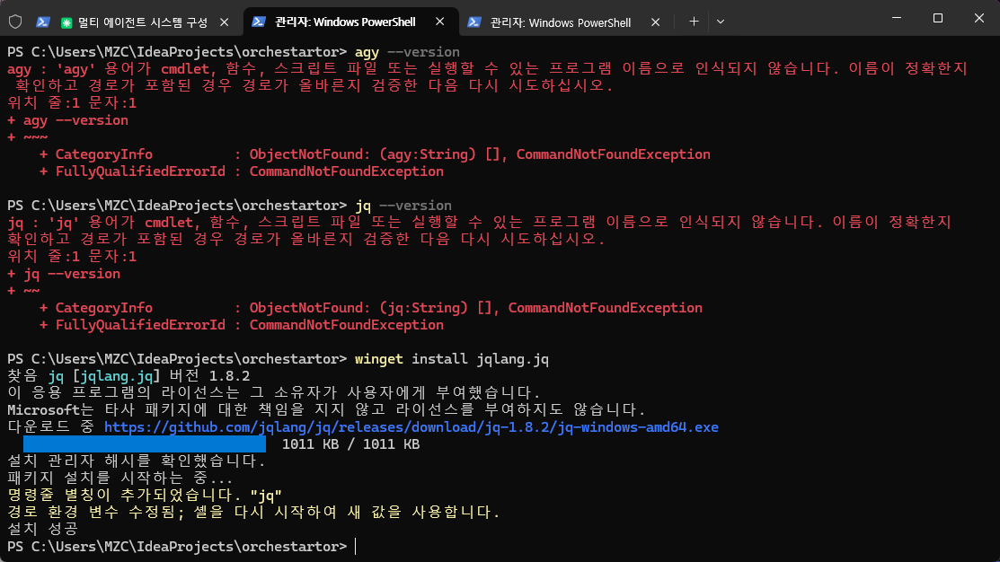 멀티 에이전트 시스템 구성
관리자: Windows PowerShell
관리자: Windows PowerShell
PS C:\Users\MZC\IdeaProjects\orchestartor> agy --version
agy : 'agy' 용어가 cmdlet, 함수, 스크립트 파일 또는 실행할 수 있는 프로그램 이름으로 인식되지 않습니다. 이름이 정확한지
확인하고 경로가 포함된 경우 경로가 올바른지 검증한 다음 다시 시도하십시오.
위치 줄:1 문자:1
+ agy --version
+ ~~~
    + CategoryInfo          : ObjectNotFound: (agy:String) [], CommandNotFoundException
    + FullyQualifiedErrorId : CommandNotFoundException

PS C:\Users\MZC\IdeaProjects\orchestartor> jq --version
jq : 'jq' 용어가 cmdlet, 함수, 스크립트 파일 또는 실행할 수 있는 프로그램 이름으로 인식되지 않습니다. 이름이 정확한지
확인하고 경로가 포함된 경우 경로가 올바른지 검증한 다음 다시 시도하십시오.
위치 줄:1 문자:1
+ jq --version
+ ~~
    + CategoryInfo          : ObjectNotFound: (jq:String) [], CommandNotFoundException
    + FullyQualifiedErrorId : CommandNotFoundException

PS C:\Users\MZC\IdeaProjects\orchestartor> winget install jqlang.jq
찾음 jq [jqlang.jq] 버전 1.8.2
이 응용 프로그램의 라이선스는 그 소유자가 사용자에게 부여했습니다.
Microsoft는 타사 패키지에 대한 책임을 지지 않고 라이선스를 부여하지도 않습니다.
다운로드 중 https://github.com/jqlang/jq/releases/download/jq-1.8.2/jq-windows-amd64.exe
1011 KB / 1011 KB
설치 관리자 해시를 확인했습니다.
패키지 설치를 시작하는 중...
명령줄 별칭이 추가되었습니다. "jq"
경로 환경 변수 수정됨; 셸을 다시 시작하여 새 값을 사용합니다.
설치 성공
PS C:\Users\MZC\IdeaProjects\orchestartor>